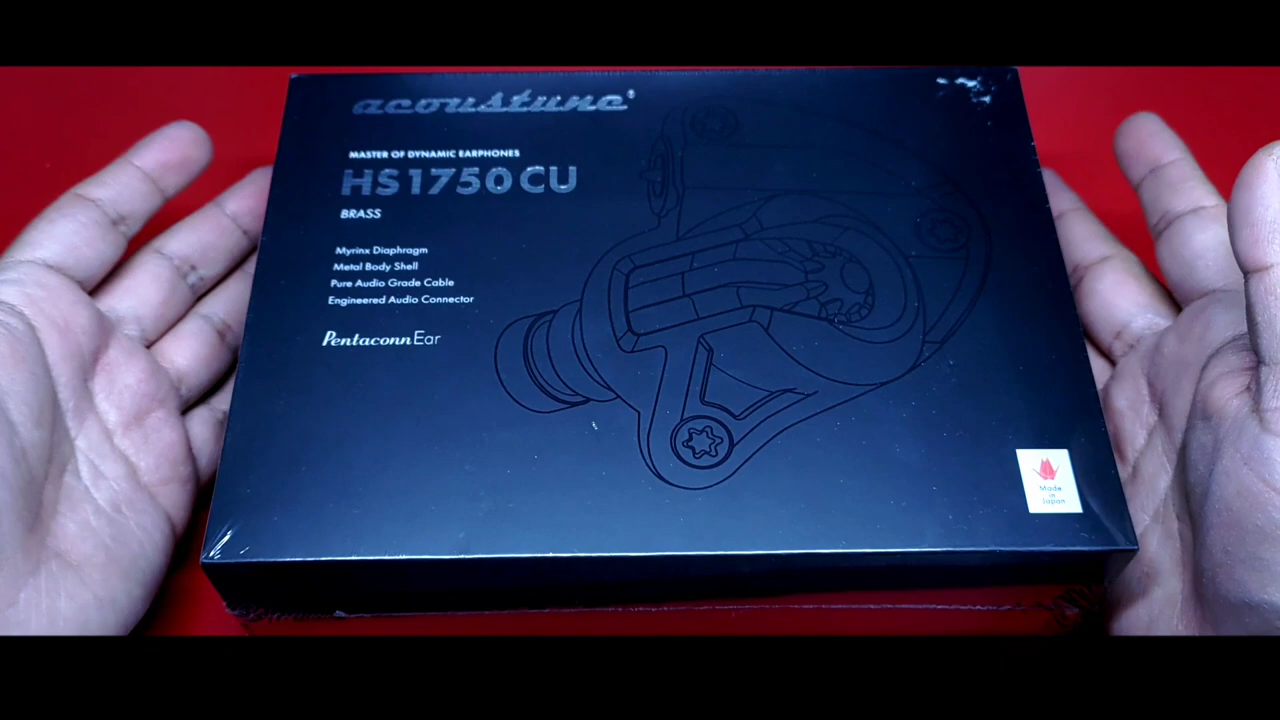 acoustune
MASTER OF DYNAMIC EARPHONES
HS1750CU
BRASS
Myrinx Diaphragm
Metal Body Shell
Pure Audio Grade Cable
Engineered Audio Connector
Pentaconn Ear
Made
in
Japan